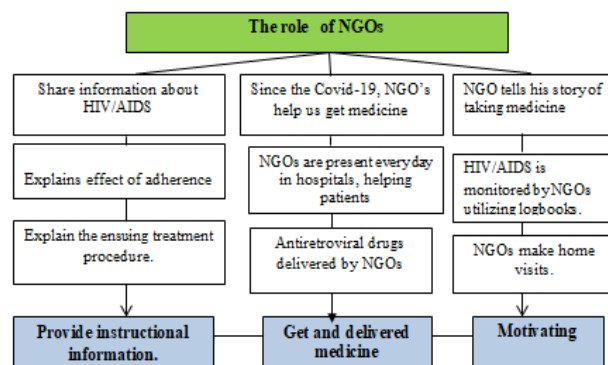 The role of NGOs
Share information about
HIV/AIDS
Since the Covid-19, NGO's
help us get medicine
NGO tells his story of
taking medicine
Explains effect of adherence
NGOs are present everyday
in hospitals, helping
patients
HIV/AIDS is
monitored by NGOs
utilizing logbooks.
Explain the ensuing treatment
procedure.
Antiretroviral drugs
delivered by NGOs
NGOs make home
visits.
Provide instructional
information.
Get and delivered
medicine
Motivating